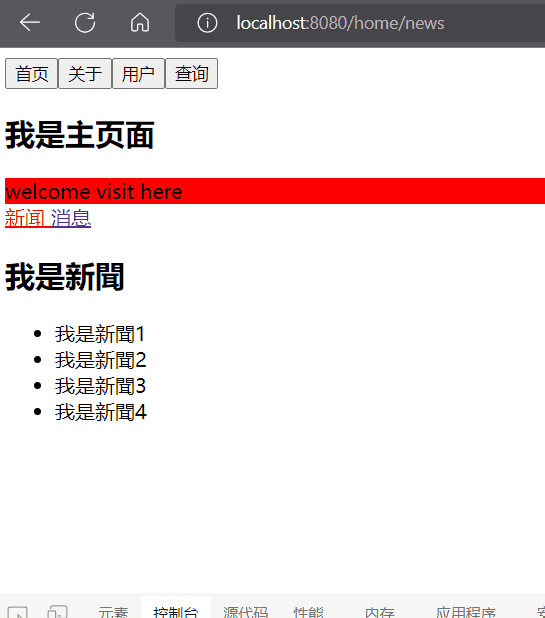 localhost:8080/home/news
首页 关于 用户 查询
我是主页面
welcome visit here
新闻 消息
我是新聞
我是新聞1
我是新聞2
我是新聞3
我是新聞4
元素 控制台 源代码 性能 内存 应用程序